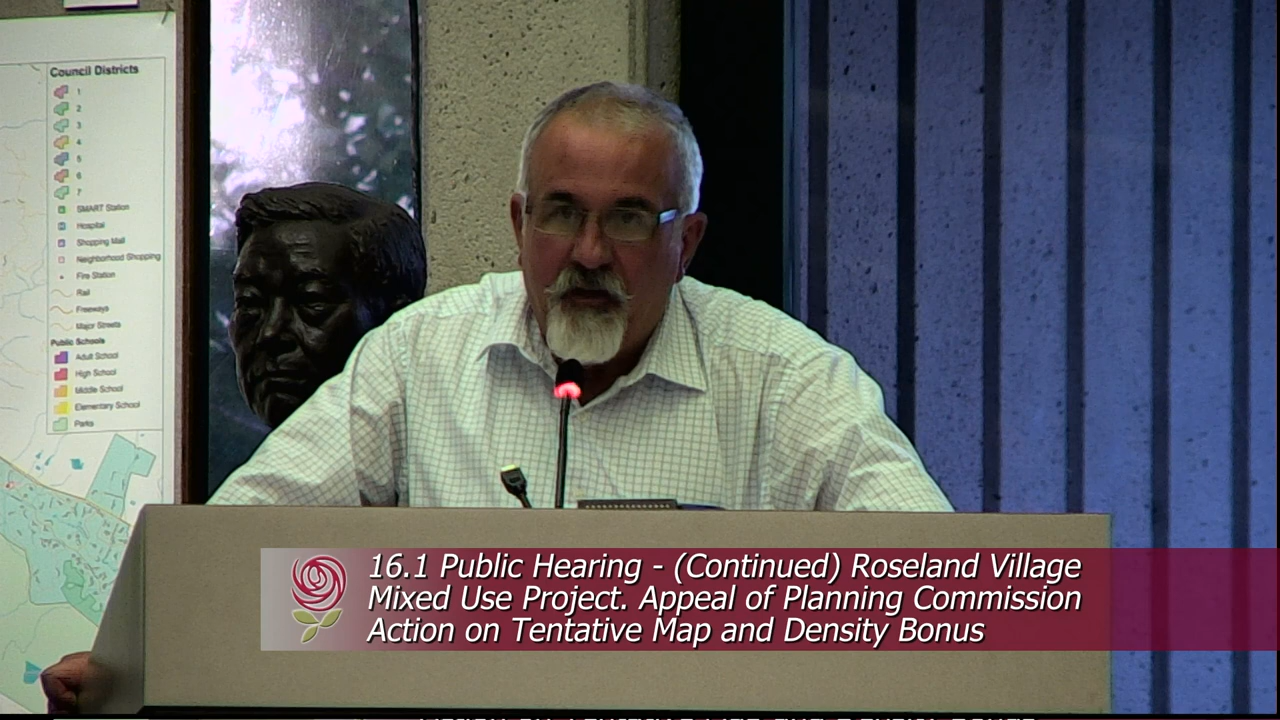 Council Districts
1
2
3
4
5
6
7
SMART Station
Hospital
Shopping Mall
Neighborhood Shopping
Fire Station
Rail
Freeways
Major Streets
Public Schools
Adult School
High School
Middle School
Elementary School
Parks
16.1 Public Hearing - (Continued) Roseland Village
Mixed Use Project. Appeal of Planning Commission
Action on Tentative Map and Density Bonus